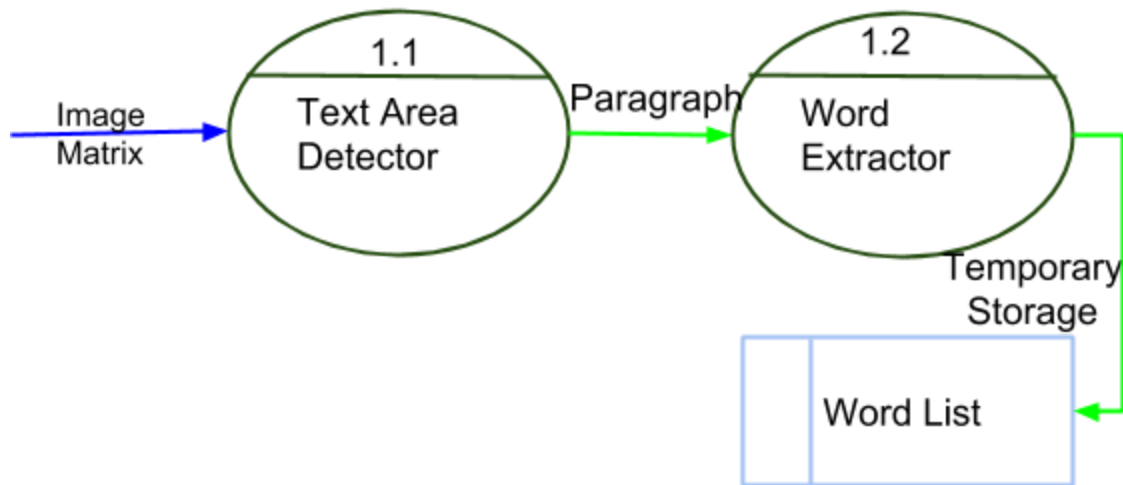 1.1
Text Area
Detector
1.2
Word
Extractor
Image
Matrix
Paragraph
Temporary
Storage
Word List